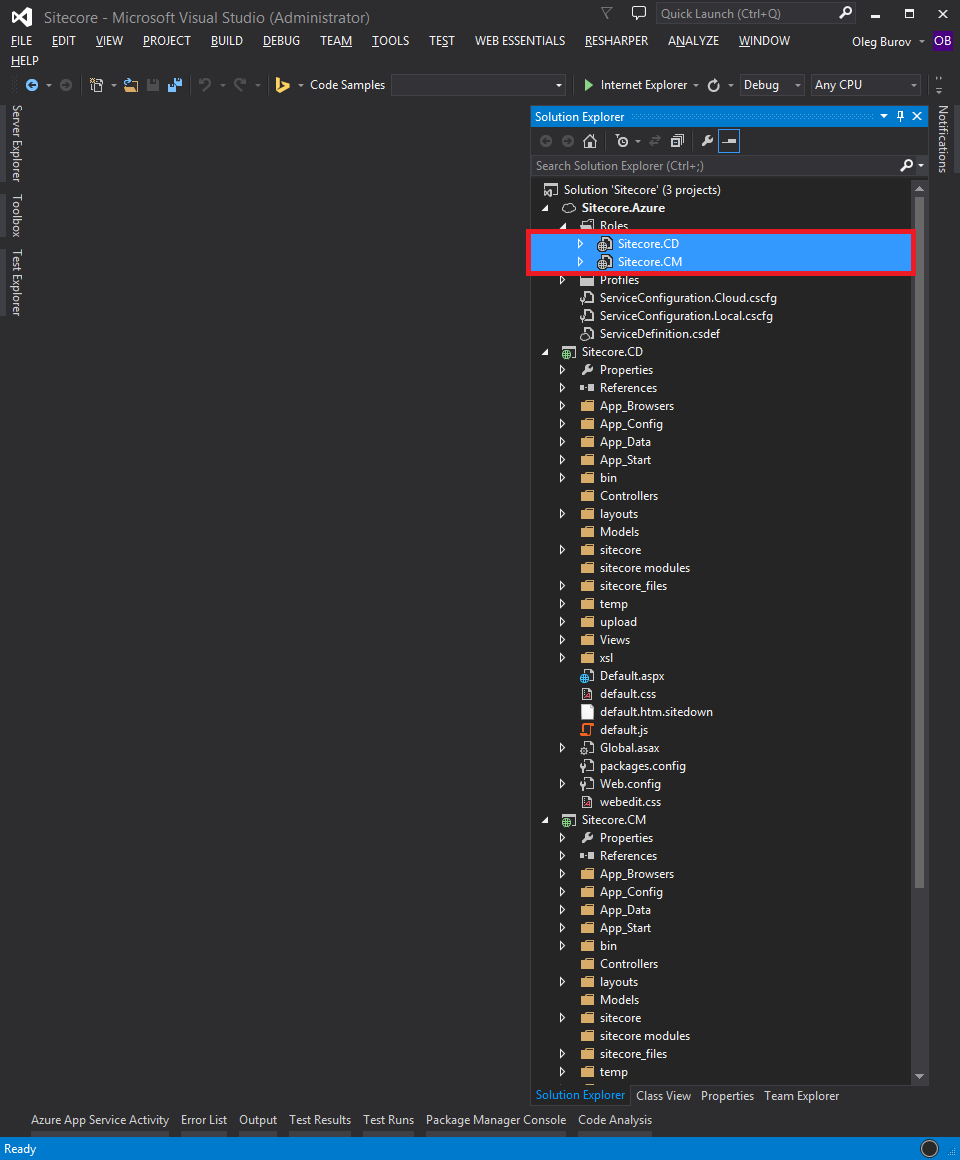 Sitecore - Microsoft Visual Studio (Administrator)
Quick Launch (Ctrl+Q)
FILE EDIT VIEW PROJECT BUILD DEBUG TEAM TOOLS TEST WEB ESSENTIALS RESHARPER ANALYZE WINDOW
Oleg Burov OB
HELP
Code Samples
Internet Explorer
Debug
Any CPU
Server Explorer
Toolbox
Test Explorer
Notifications
Solution Explorer
Search Solution Explorer (Ctrl+;)
Solution 'Sitecore' (3 projects)
Sitecore.Azure
Roles
Sitecore.CD
Sitecore.CM
Profiles
ServiceConfiguration.Cloud.cscfg
ServiceConfiguration.Local.cscfg
ServiceDefinition.csdef
Sitecore.CD
Properties
References
App_Browsers
App_Config
App_Data
App_Start
bin
Controllers
layouts
Models
sitecore
sitecore modules
sitecore_files
temp
upload
Views
xsl
Default.aspx
default.css
default.htm.sitedown
default.js
Global.asax
packages.config
Web.config
webedit.css
Sitecore.CM
Properties
References
App_Browsers
App_Config
App_Data
App_Start
bin
Controllers
layouts
Models
sitecore
sitecore modules
sitecore_files
temp
Solution Explorer Class View Properties Team Explorer
Azure App Service Activity Error List Output Test Results Test Runs Package Manager Console Code Analysis
Ready